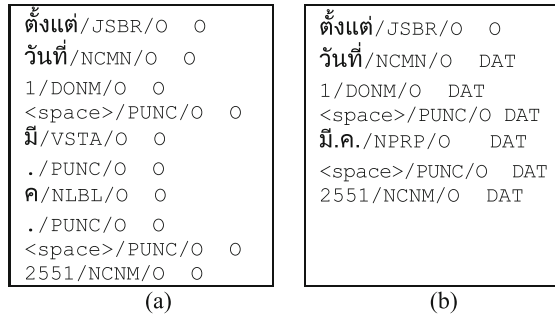 ตั้งแต่/JSBR/O O
วันที่/NCMN/O O
1/DONM/O O
<space>/PUNC/O O
มี/VSTA/O O
./PUNC/O O
ค/NLBL/O O
./PUNC/O O
<space>/PUNC/O O
2551/NCNM/O O
(a)
ตั้งแต่/JSBR/O O
วันที่/NCMN/O DAT
1/DONM/O DAT
<space>/PUNC/O DAT
มี.ค./NPRP/O DAT
<space>/PUNC/O DAT
2551/NCNM/O DAT
(b)